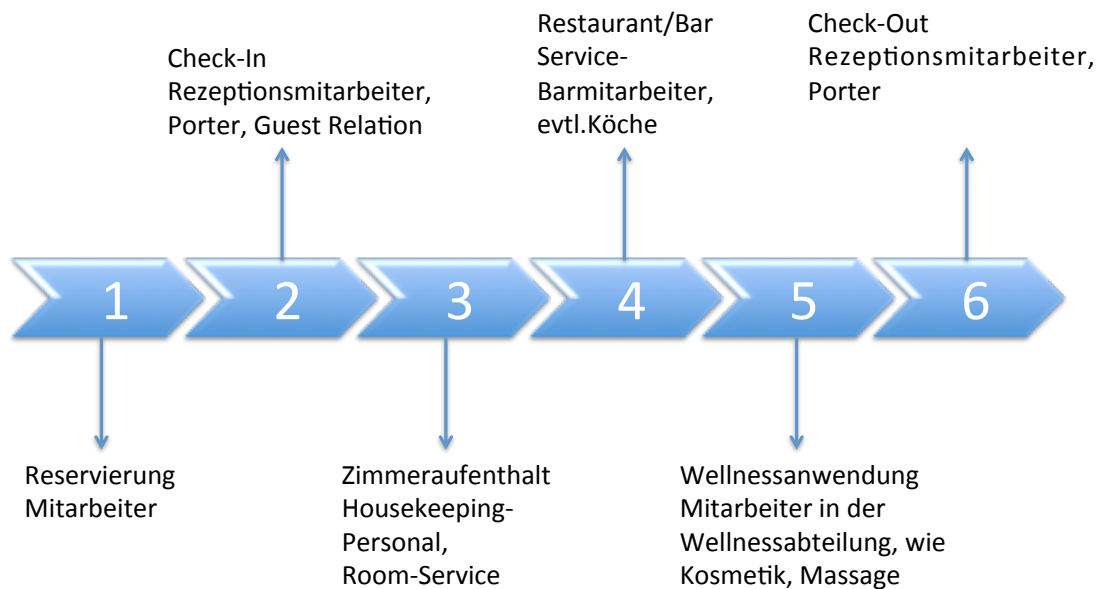 Check-In
Rezeptionsmitarbeiter,
Porter, Guest Relation
Restaurant/Bar
Service-
Barmitarbeiter,
evtl.Köche
Check-Out
Rezeptionsmitarbeiter,
Porter
1
2
3
4
5
6
Reservierung
Mitarbeiter
Zimmeraufenthalt
Housekeeping-
Personal,
Room-Service
Wellnessanwendung
Mitarbeiter in der
Wellnessabteilung, wie
Kosmetik, Massage